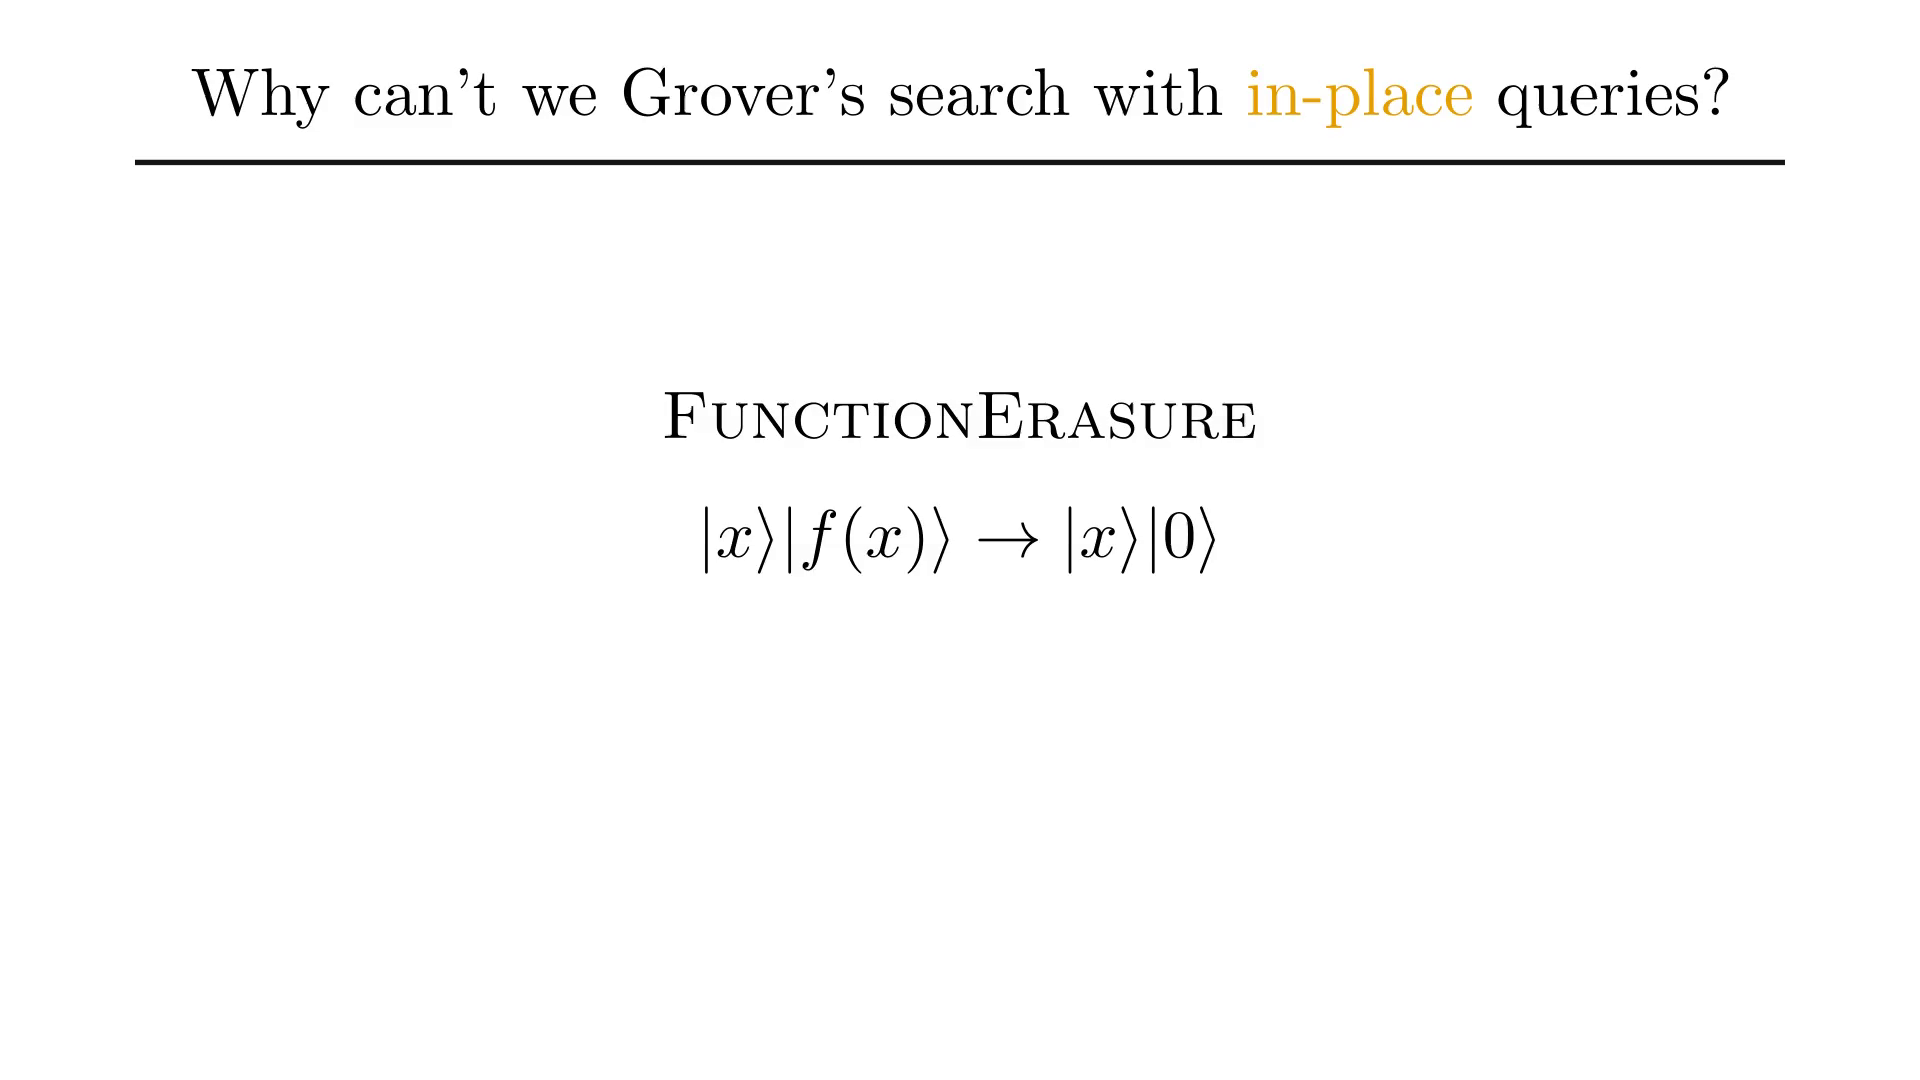 Why can't we Grover's search with in-place queries?
FunctionErasure
|x⟩|f(x)⟩ → |x⟩|0⟩